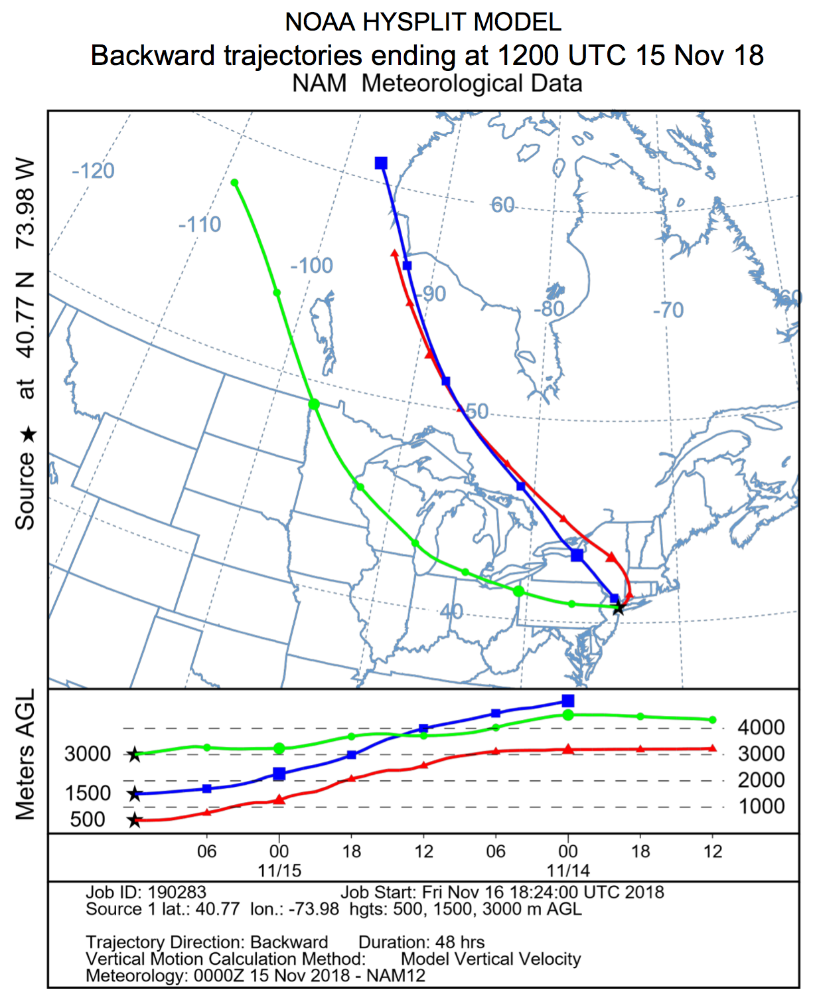 NOAA HYSPLIT MODEL
Backward trajectories ending at 1200 UTC 15 Nov 18
NAM  Meteorological Data
Source ★  at  40.77 N  73.98 W
-120
-110
-100
-90
-80
-70
-60
60
50
40
Meters AGL
3000
1500
500
4000
3000
2000
1000
06 00 18 12 06 00 18 12
11/15 11/14
Job ID: 190283 Job Start: Fri Nov 16 18:24:00 UTC 2018
Source 1 lat.: 40.77  lon.: -73.98  hgts: 500, 1500, 3000 m AGL
Trajectory Direction: Backward Duration: 48 hrs
Vertical Motion Calculation Method: Model Vertical Velocity
Meteorology: 0000Z 15 Nov 2018 - NAM12